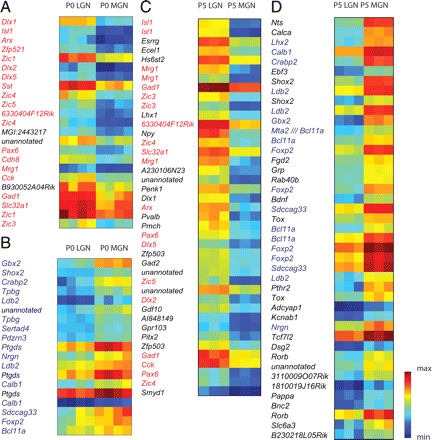 A
P0 LGN P0 MGN
Dlx1
Isl1
Isl1
Arx
Zfp521
Zic1
Dlx2
Dlx5
Sst
Zic4
Zic5
6330404F12Rik
Zic4
MGI:2443217
unannotated
Pax6
Cdh8
Mrg1
Cck
B930052A04Rik
Gad1
Slc32a1
Zic1
Zic3
B
P0 LGN P0 MGN
Gbx2
Shox2
Crabp2
Tpbg
Ldb2
unannotated
Tpbg
Sertad4
Pdzrn3
Ptgds
Nrgn
Ldb2
Ptgds
Calb1
Ptgds
Calb1
Sdccag33
Foxp2
Bcl11a
C
P5 LGN P5 MGN
Isl1
Isl1
Esrrg
Ecel1
Hs6st2
Mrg1
Mrg1
Gad1
Zic3
Zic3
Lhx1
6330404F12Rik
Npy
Zic4
Slc32a1
Mrg1
A230106N23
unannotated
Penk1
Dlx1
Arx
Pvalb
Pmch
Pax6
Dlx5
Zfp503
Gad2
unannotated
Zic5
unannotated
Dlx2
Gdf10
AI848149
Gpr103
Pitx2
Zfp503
Gad1
Cck
Pax6
Zic4
Smyd1
D
P5 LGN P5 MGN
Nts
Calca
Lhx2
Calb1
Crabp2
Ebf3
Shox2
Ldb2
Shox2
Ldb2
Gbx2
Mta2 /// Bcl11a
Bcl11a
Foxp2
Fgd2
Grp
Rab40b
Foxp2
Bdnf
Sdccag33
Tox
Bcl11a
Bcl11a
Foxp2
Foxp2
Sdccag33
Ldb2
Pthr2
Tox
Adcyap1
Kcnab1
Nrgn
Tcf7l2
Dsg2
Rorb
unannotated
3110009O07Rik
1810019J16Rik
Pappa
Bnc2
Rorb
Slc6a3
B230218L05Rik
max
min